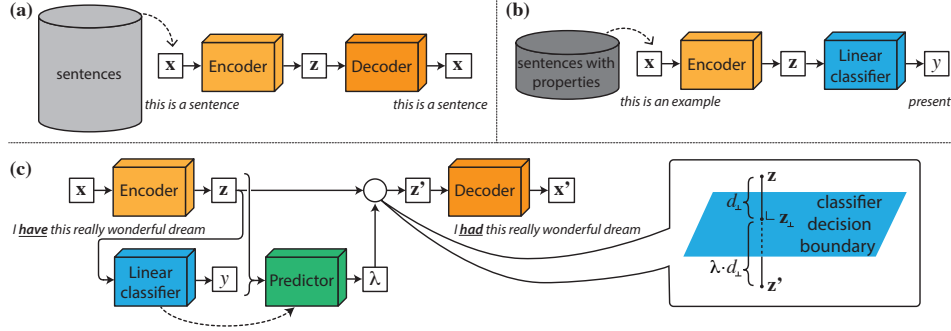 (a)
sentences
x
Encoder
z
Decoder
x
this is a sentence
this is a sentence
(b)
sentences with
properties
x
Encoder
z
Linear
classifier
y
this is an example
present
(c)
x
Encoder
z
z'
Decoder
x'
I have this really wonderful dream
I had this really wonderful dream
Linear
classifier
y
Predictor
λ
z
d⊥
z⊥
classifier
decision
boundary
λ·d⊥
z'